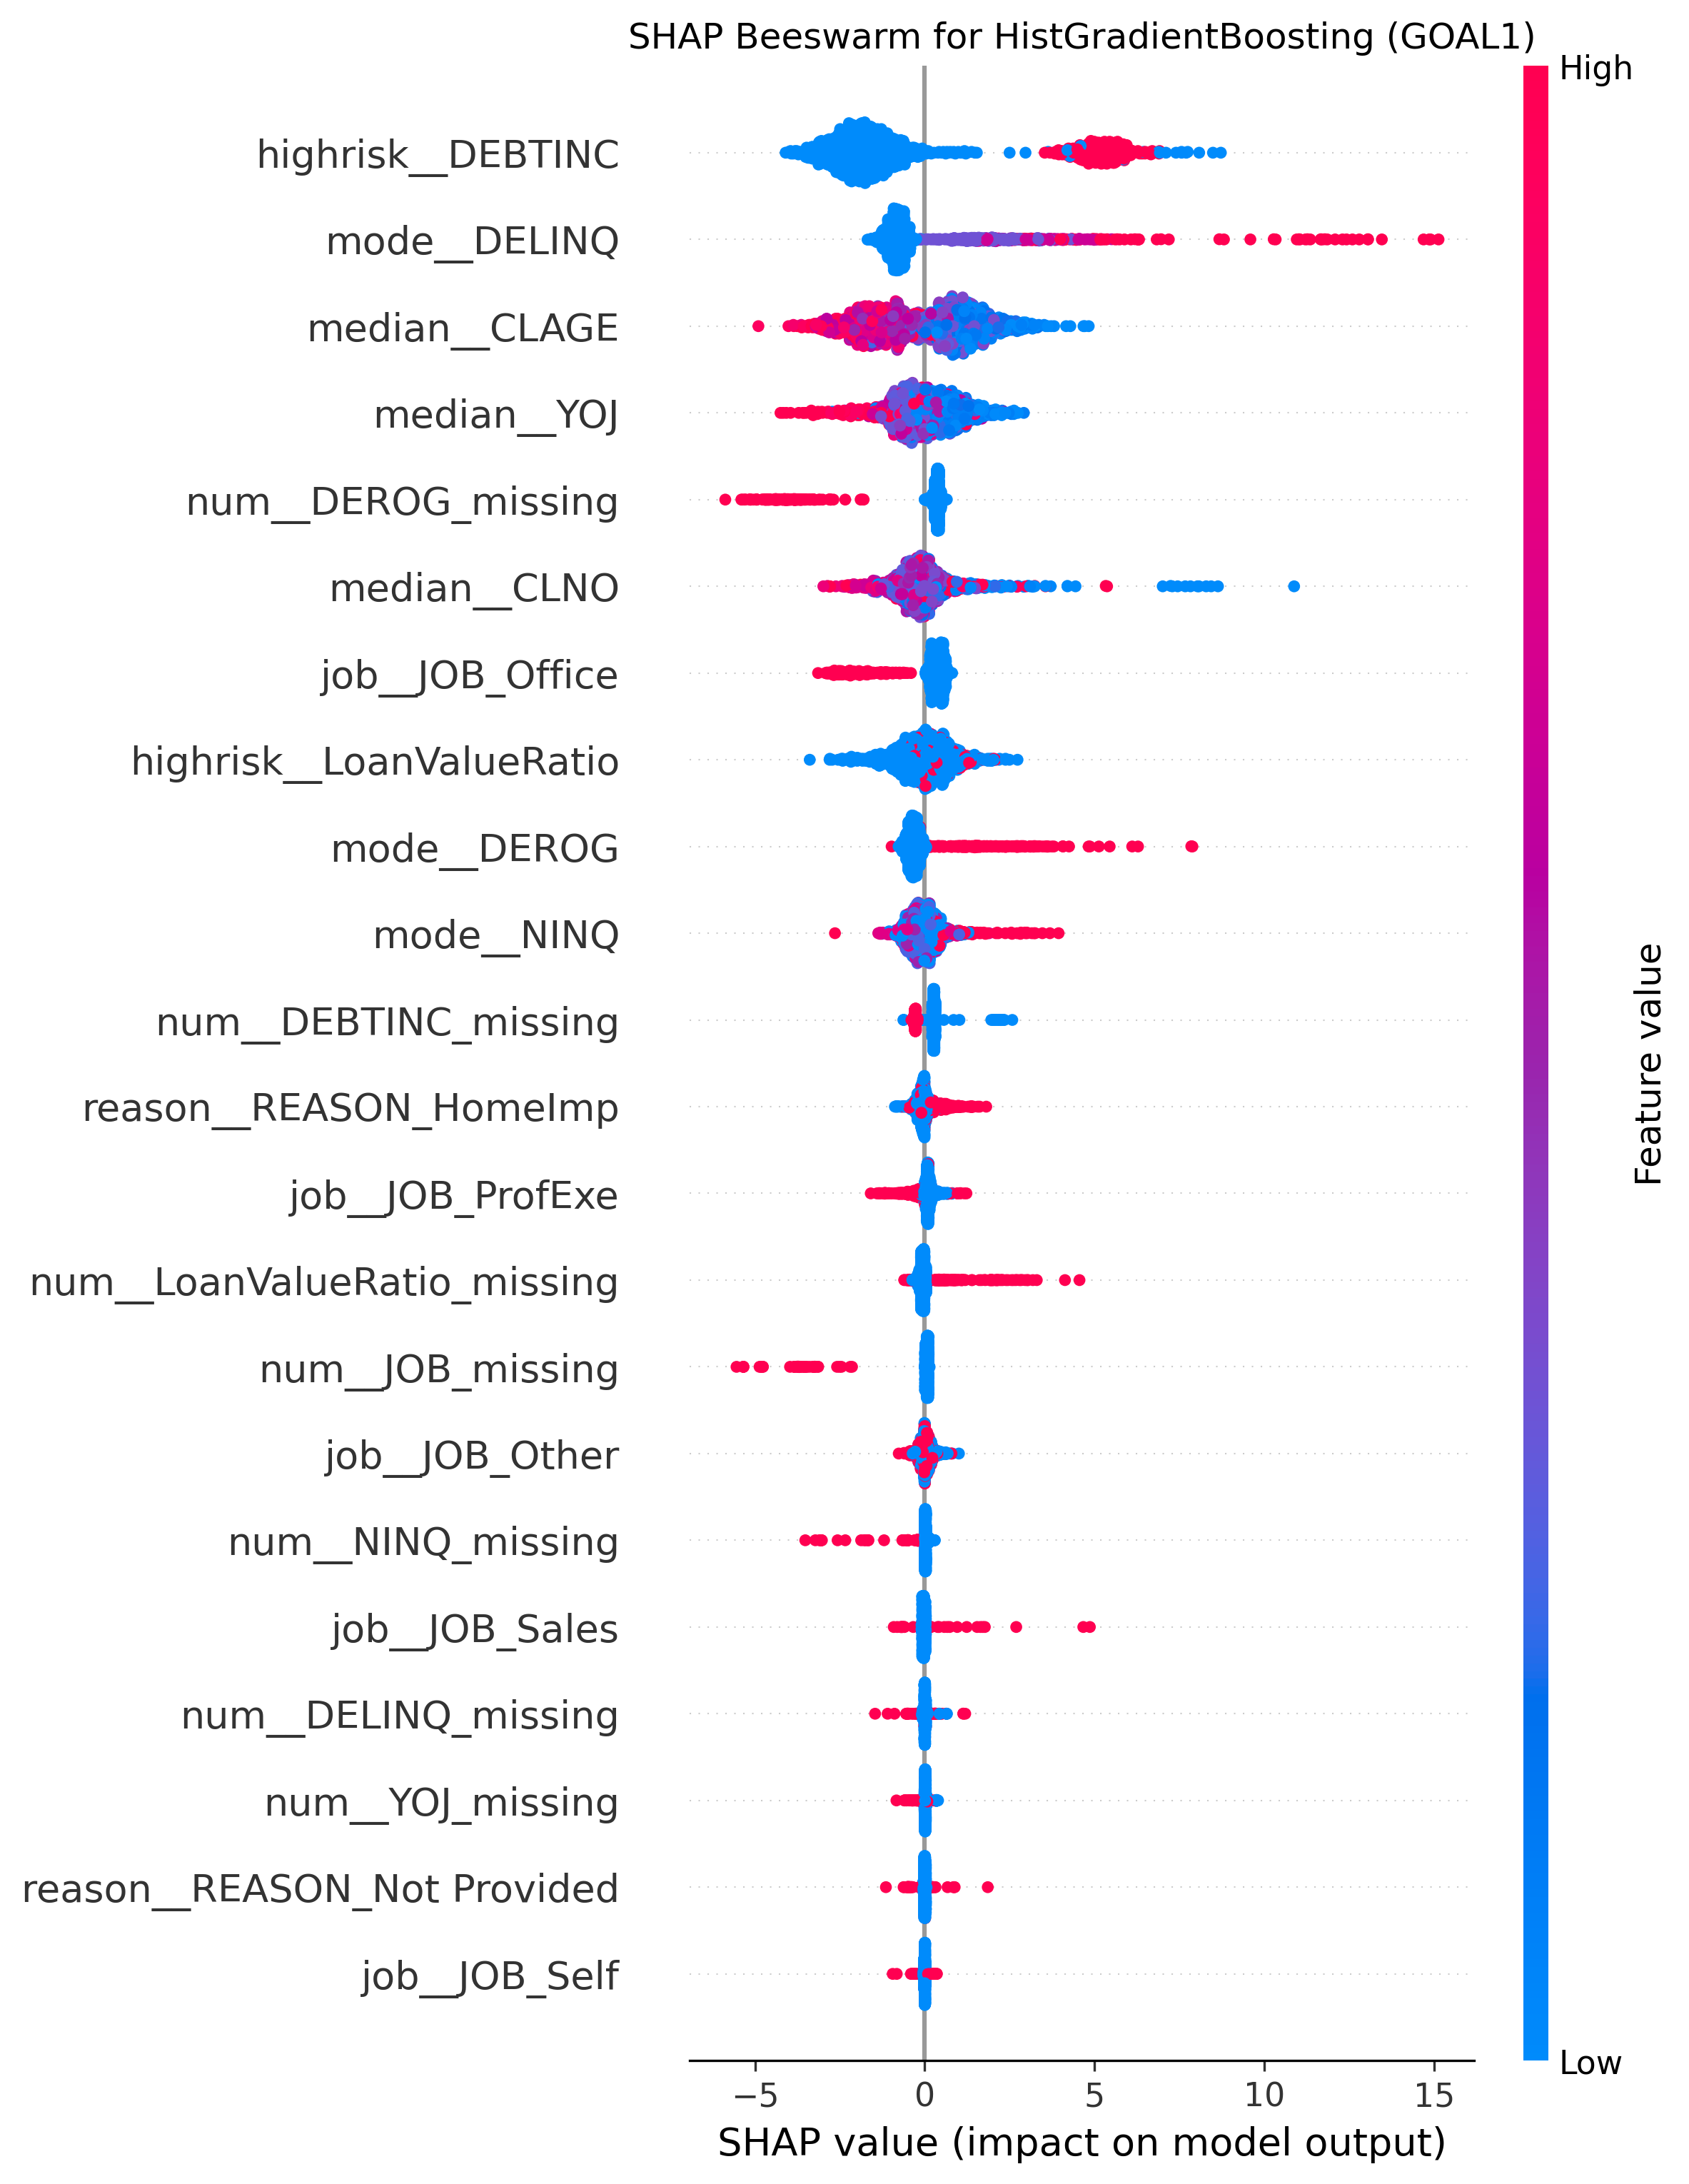 SHAP Beeswarm for HistGradientBoosting (GOAL1)
High
highrisk__DEBTINC
mode__DELINQ
median__CLAGE
median__YOJ
num__DEROG_missing
median__CLNO
job__JOB_Office
highrisk__LoanValueRatio
mode__DEROG
mode__NINQ
num__DEBTINC_missing
reason__REASON_HomeImp
job__JOB_ProfExe
num__LoanValueRatio_missing
num__JOB_missing
job__JOB_Other
num__NINQ_missing
job__JOB_Sales
num__DELINQ_missing
num__YOJ_missing
reason__REASON_Not Provided
job__JOB_Self
Feature value
Low
−5 0 5 10 15
SHAP value (impact on model output)